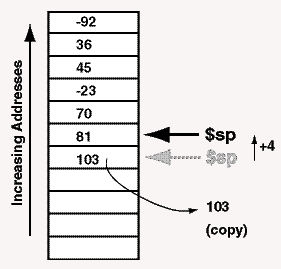 -92
36
45
-23
70
81
103
Increasing Addresses
$sp
$sp
+4
103
(copy)